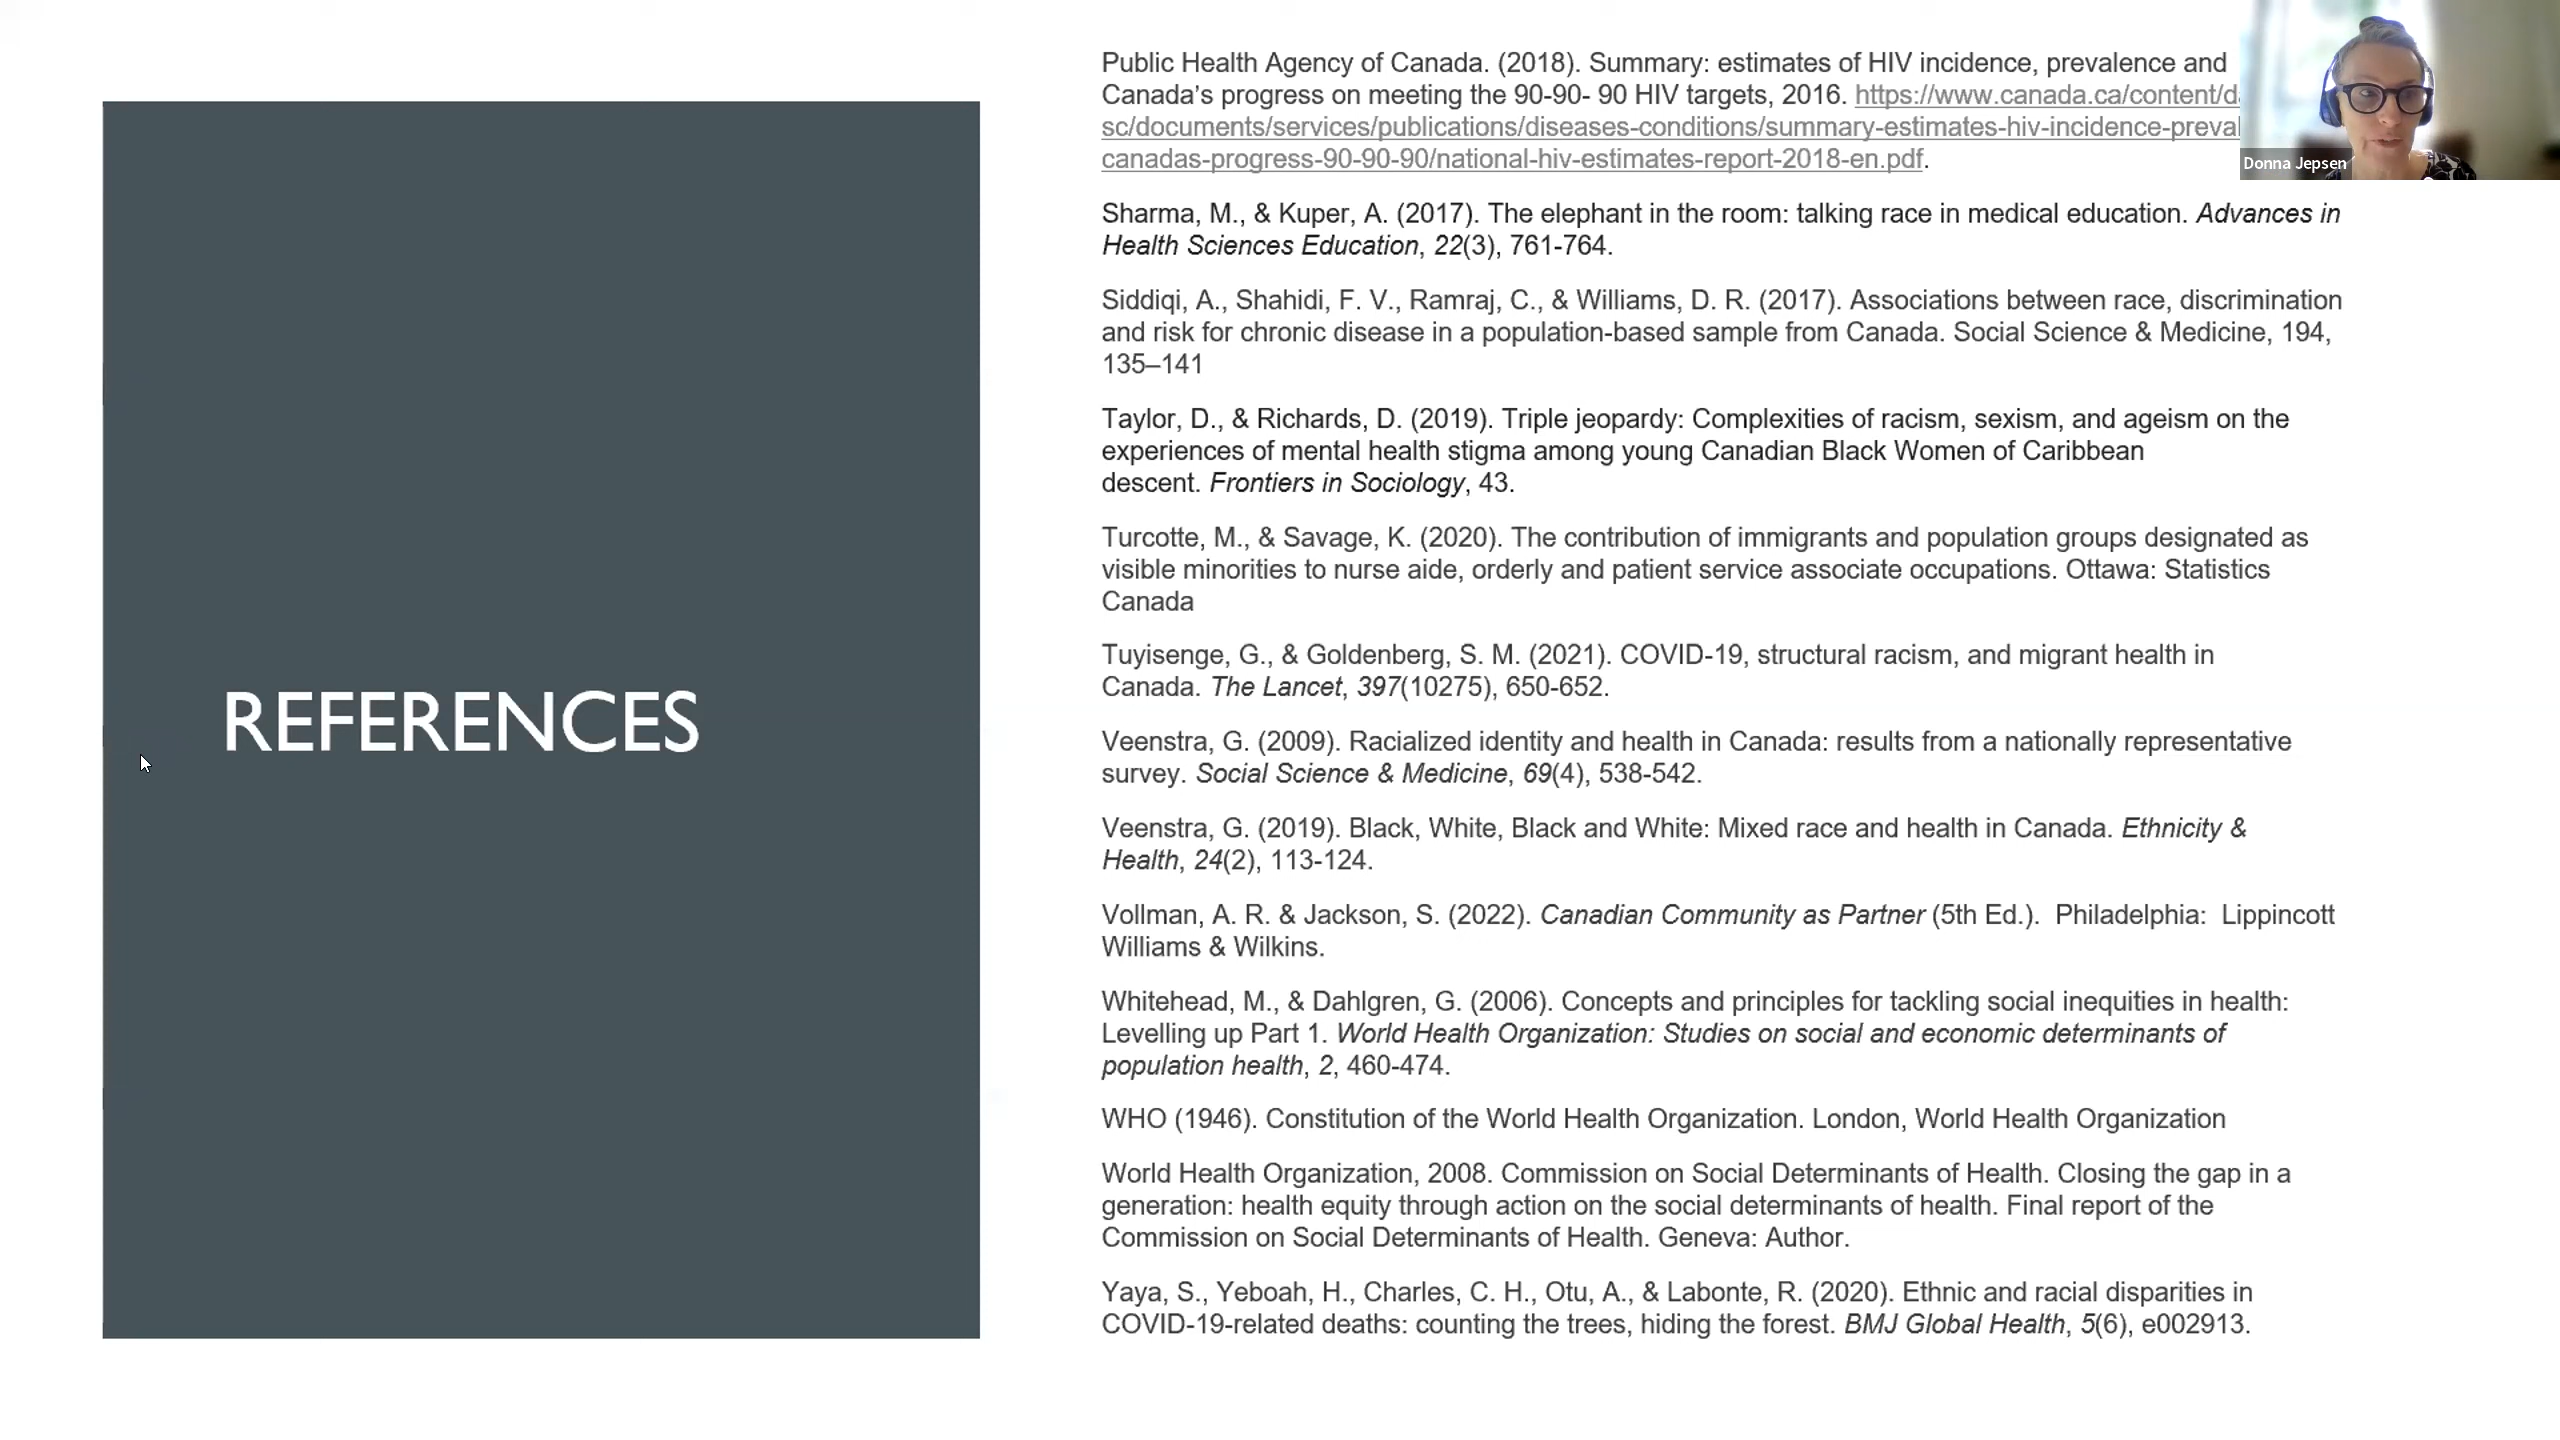 REFERENCES
Public Health Agency of Canada. (2018). Summary: estimates of HIV incidence, prevalence and
Canada's progress on meeting the 90-90- 90 HIV targets, 2016. https://www.canada.ca/content/d
sc/documents/services/publications/diseases-conditions/summary-estimates-hiv-incidence-preval
canadas-progress-90-90-90/national-hiv-estimates-report-2018-en.pdf.
Sharma, M., & Kuper, A. (2017). The elephant in the room: talking race in medical education. Advances in
Health Sciences Education, 22(3), 761-764.
Siddiqi, A., Shahidi, F. V., Ramraj, C., & Williams, D. R. (2017). Associations between race, discrimination
and risk for chronic disease in a population-based sample from Canada. Social Science & Medicine, 194,
135–141
Taylor, D., & Richards, D. (2019). Triple jeopardy: Complexities of racism, sexism, and ageism on the
experiences of mental health stigma among young Canadian Black Women of Caribbean
descent. Frontiers in Sociology, 43.
Turcotte, M., & Savage, K. (2020). The contribution of immigrants and population groups designated as
visible minorities to nurse aide, orderly and patient service associate occupations. Ottawa: Statistics
Canada
Tuyisenge, G., & Goldenberg, S. M. (2021). COVID-19, structural racism, and migrant health in
Canada. The Lancet, 397(10275), 650-652.
Veenstra, G. (2009). Racialized identity and health in Canada: results from a nationally representative
survey. Social Science & Medicine, 69(4), 538-542.
Veenstra, G. (2019). Black, White, Black and White: Mixed race and health in Canada. Ethnicity &
Health, 24(2), 113-124.
Vollman, A. R. & Jackson, S. (2022). Canadian Community as Partner (5th Ed.).  Philadelphia:  Lippincott
Williams & Wilkins.
Whitehead, M., & Dahlgren, G. (2006). Concepts and principles for tackling social inequities in health:
Levelling up Part 1. World Health Organization: Studies on social and economic determinants of
population health, 2, 460-474.
WHO (1946). Constitution of the World Health Organization. London, World Health Organization
World Health Organization, 2008. Commission on Social Determinants of Health. Closing the gap in a
generation: health equity through action on the social determinants of health. Final report of the
Commission on Social Determinants of Health. Geneva: Author.
Yaya, S., Yeboah, H., Charles, C. H., Otu, A., & Labonte, R. (2020). Ethnic and racial disparities in
COVID-19-related deaths: counting the trees, hiding the forest. BMJ Global Health, 5(6), e002913.
Donna Jepsen